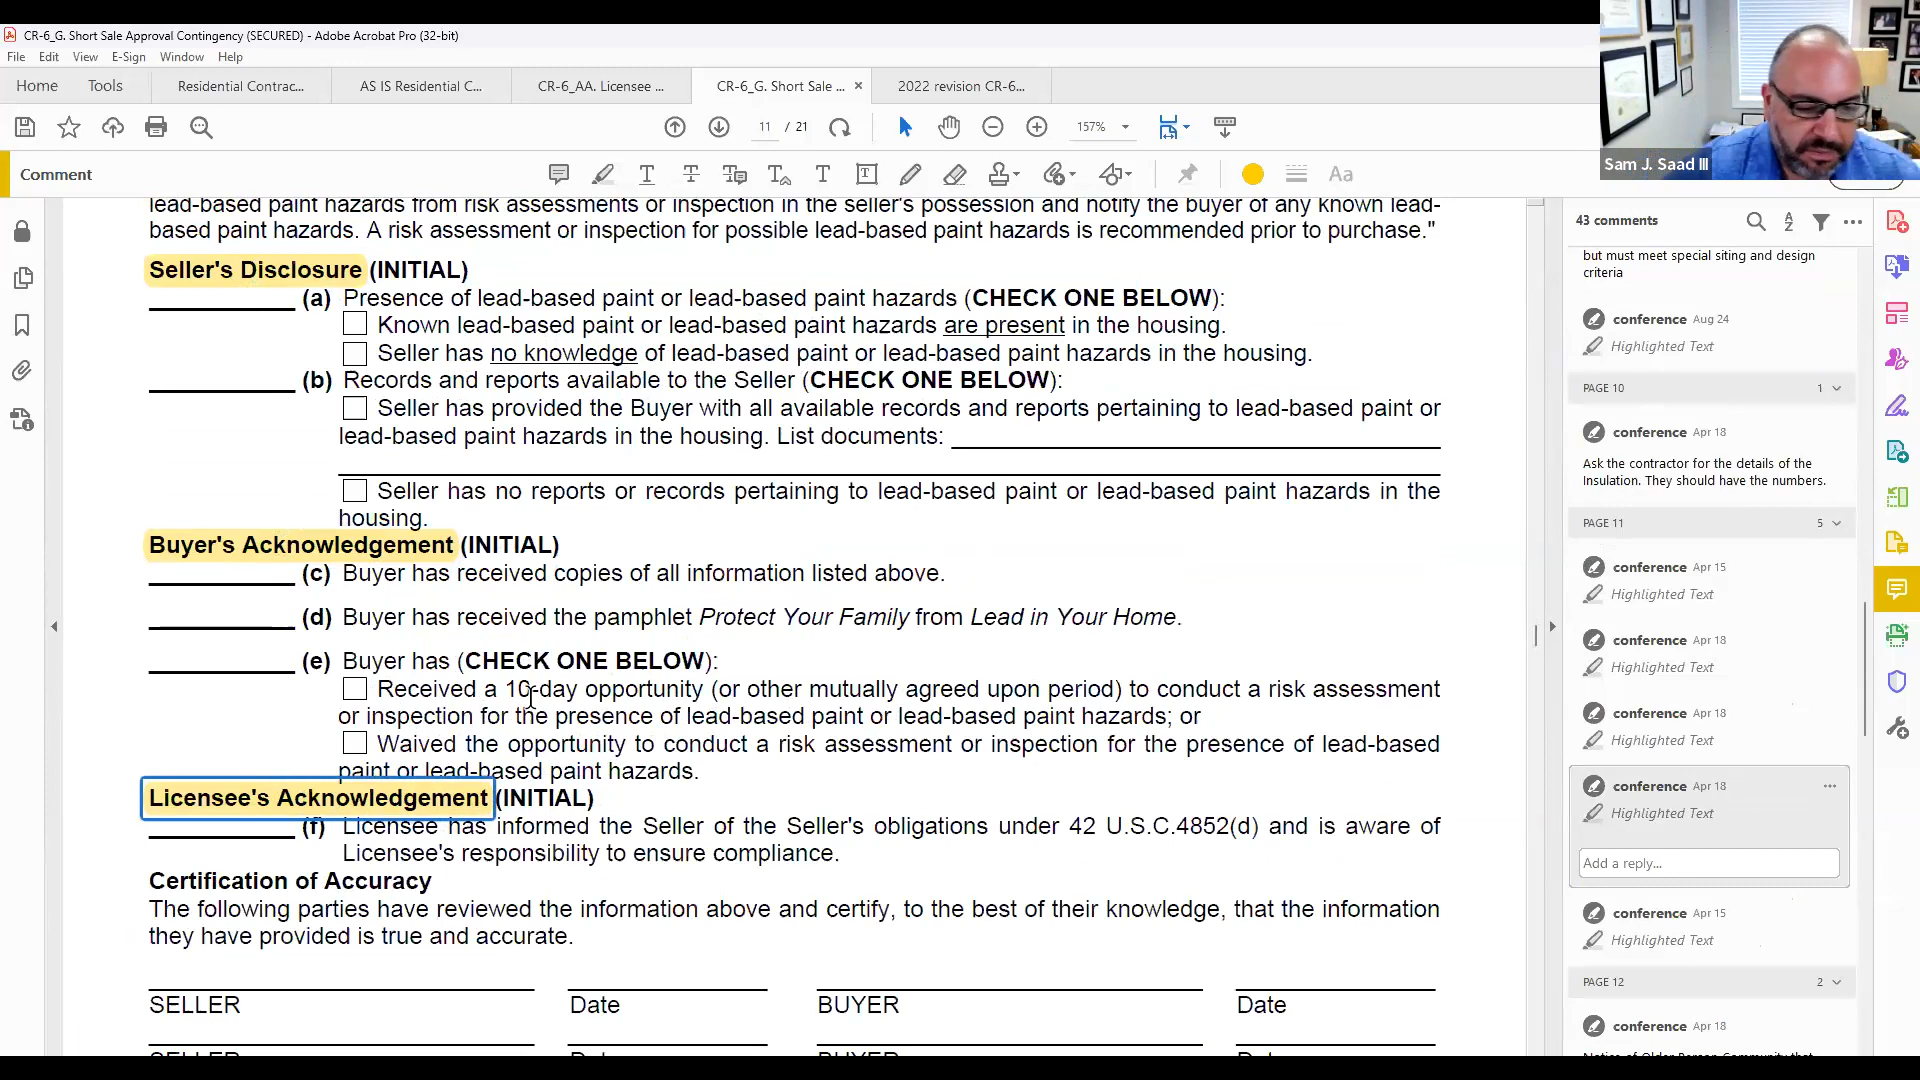 CR-6_G. Short Sale Approval Contingency (SECURED) - Adobe Acrobat Pro (32-bit)
File Edit View E-Sign Window Help
Home Tools Residential Contrac... AS IS Residential C... CR-6_AA. Licensee ... CR-6_G. Short Sale ... × 2022 revision CR-6...
11 / 21 157%
Comment
Sam J. Saad III
lead-based paint hazards from risk assessments or inspection in the seller's possession and notify the buyer of any known lead-
based paint hazards. A risk assessment or inspection for possible lead-based paint hazards is recommended prior to purchase."
Seller's Disclosure (INITIAL)
(a) Presence of lead-based paint or lead-based paint hazards (CHECK ONE BELOW):
Known lead-based paint or lead-based paint hazards are present in the housing.
Seller has no knowledge of lead-based paint or lead-based paint hazards in the housing.
(b) Records and reports available to the Seller (CHECK ONE BELOW):
Seller has provided the Buyer with all available records and reports pertaining to lead-based paint or
lead-based paint hazards in the housing. List documents:
Seller has no reports or records pertaining to lead-based paint or lead-based paint hazards in the
housing.
Buyer's Acknowledgement (INITIAL)
(c) Buyer has received copies of all information listed above.
(d) Buyer has received the pamphlet Protect Your Family from Lead in Your Home.
(e) Buyer has (CHECK ONE BELOW):
Received a 10-day opportunity (or other mutually agreed upon period) to conduct a risk assessment
or inspection for the presence of lead-based paint or lead-based paint hazards; or
Waived the opportunity to conduct a risk assessment or inspection for the presence of lead-based
paint or lead-based paint hazards.
Licensee's Acknowledgement (INITIAL)
(f) Licensee has informed the Seller of the Seller's obligations under 42 U.S.C.4852(d) and is aware of
Licensee's responsibility to ensure compliance.
Certification of Accuracy
The following parties have reviewed the information above and certify, to the best of their knowledge, that the information
they have provided is true and accurate.
SELLER Date BUYER Date
SELLER Date BUYER Date
43 comments
but must meet special siting and design
criteria
conference Aug 24
Highlighted Text
PAGE 10 1
conference Apr 18
Ask the contractor for the details of the
Insulation. They should have the numbers.
PAGE 11 5
conference Apr 15
Highlighted Text
conference Apr 18
Highlighted Text
conference Apr 18
Highlighted Text
conference Apr 18
Highlighted Text
Add a reply...
conference Apr 15
Highlighted Text
PAGE 12 2
conference Apr 18
Notice of Older Person Community that